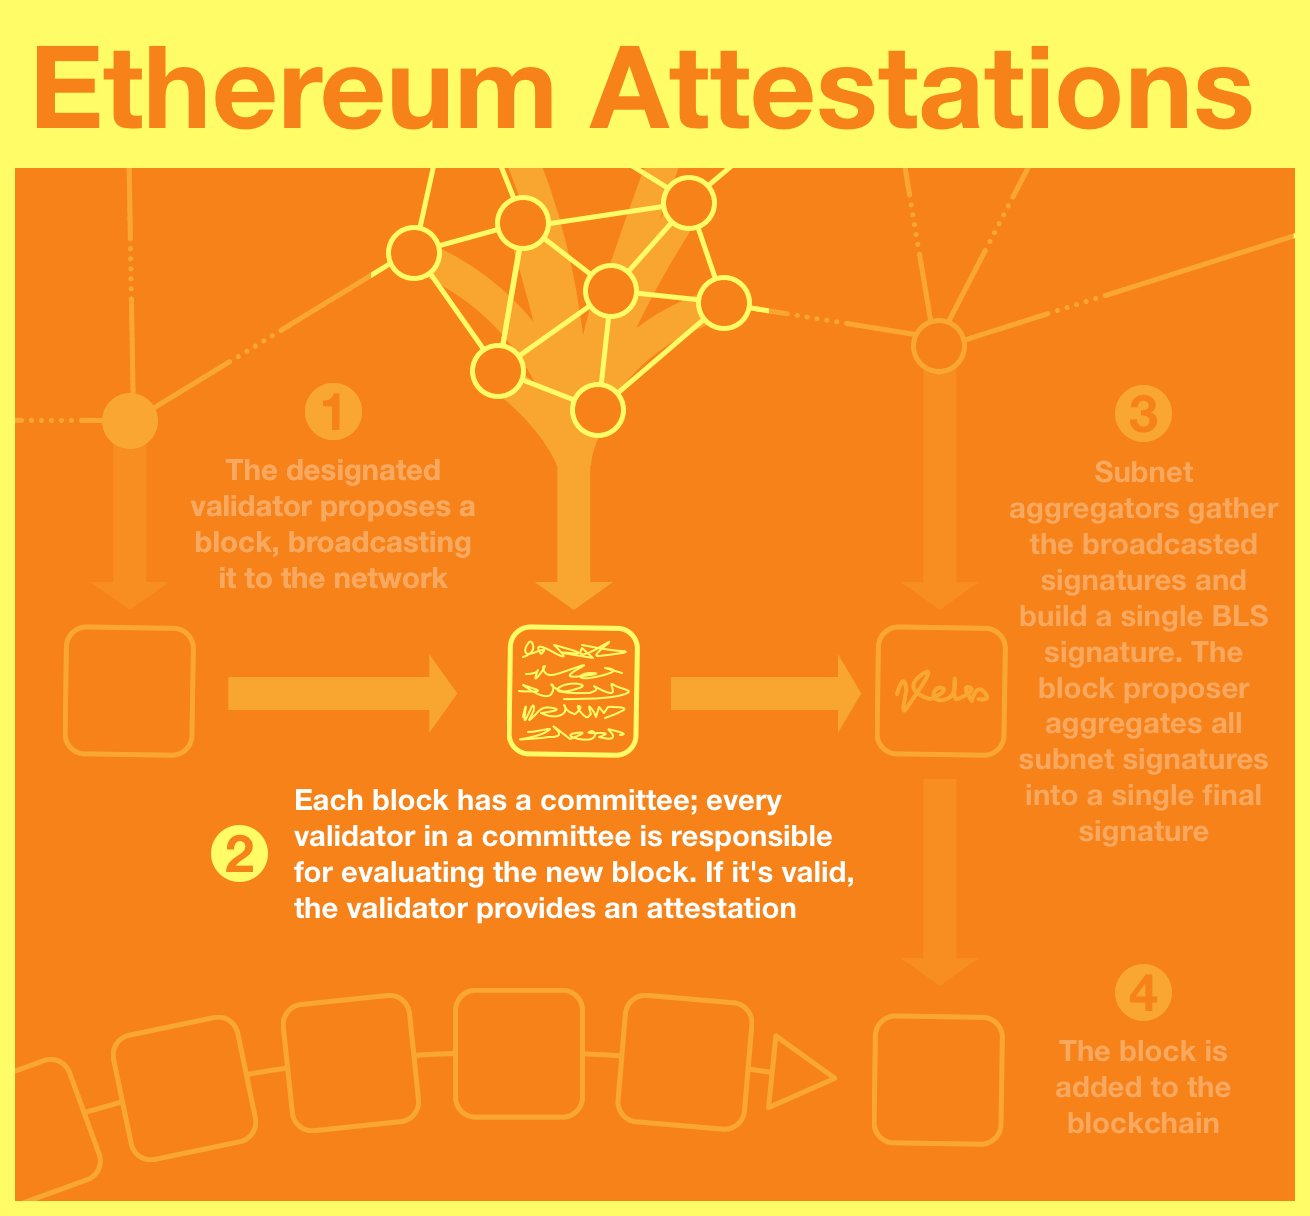 Ethereum Attestations
1
The designated
validator proposes a
block, broadcasting
it to the network
2
Each block has a committee; every
validator in a committee is responsible
for evaluating the new block. If it's valid,
the validator provides an attestation
3
Subnet
aggregators gather
the broadcasted
signatures and
build a single BLS
signature. The
block proposer
aggregates all
subnet signatures
into a single final
signature
4
The block is
added to the
blockchain